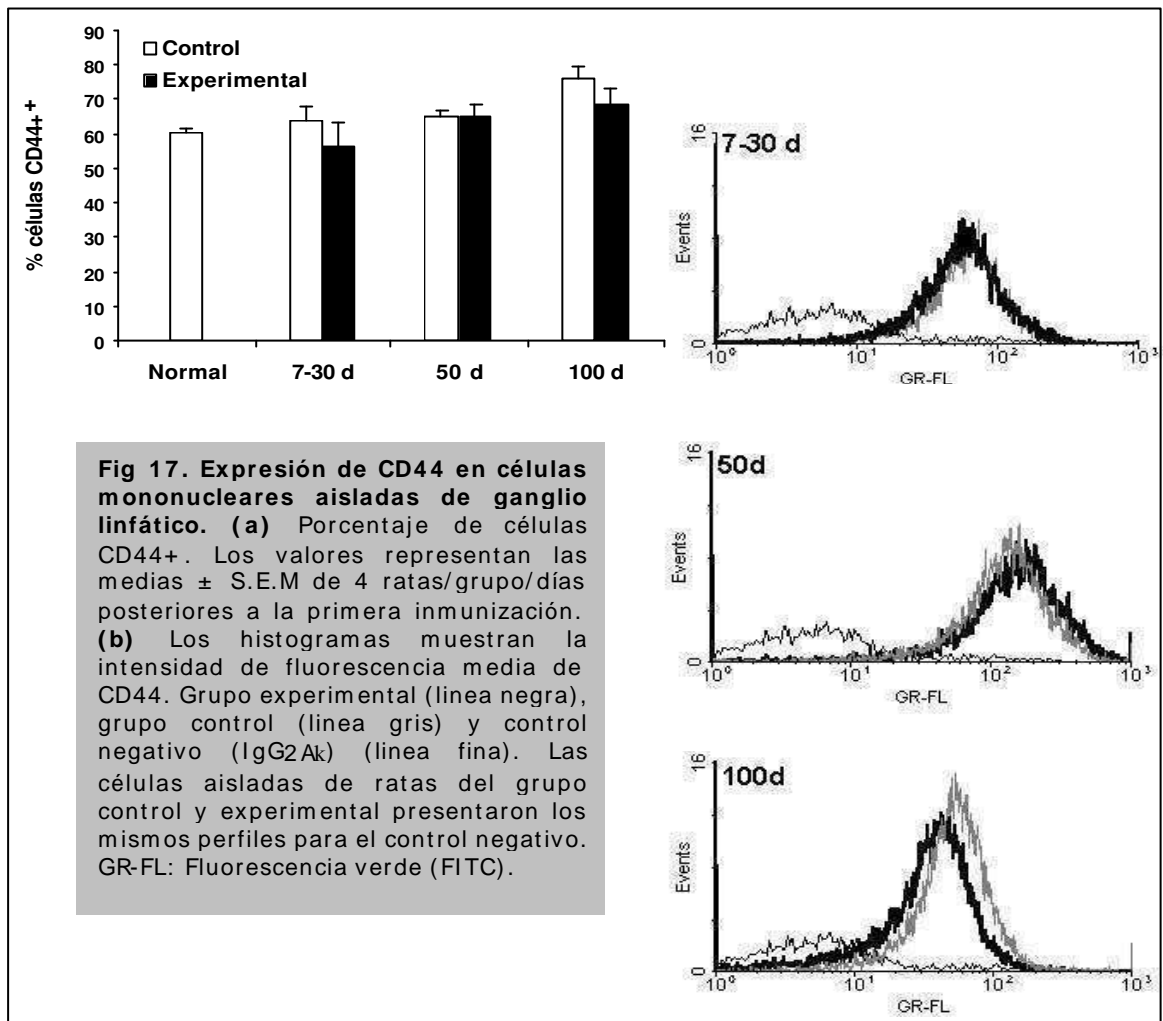 % células CD44+ +
90
80
70
60
50
40
30
20
10
0
Control
Experimental
Normal 7-30 d 50 d 100 d
Fig 17. Expresión de CD44 en células
mononucleares aisladas de ganglio
linfático. (a) Porcentaje de células
CD44+. Los valores representan las
medias ± S.E.M de 4 ratas/grupo/días
posteriores a la primera inmunización.
(b) Los histogramas muestran la
intensidad de fluorescencia media de
CD44. Grupo experimental (linea negra),
grupo control (linea gris) y control
negativo (IgG2Ak) (linea fina). Las
células aisladas de ratas del grupo
control y experimental presentaron los
mismos perfiles para el control negativo.
GR-FL: Fluorescencia verde (FITC).
7-30 d
16
Events
0
10⁰ 10¹ 10² 10³
GR-FL
50d
16
Events
0
10⁰ 10¹ 10² 10³
GR-FL
100d
16
Events
0
10⁰ 10¹ 10² 10³
GR-FL